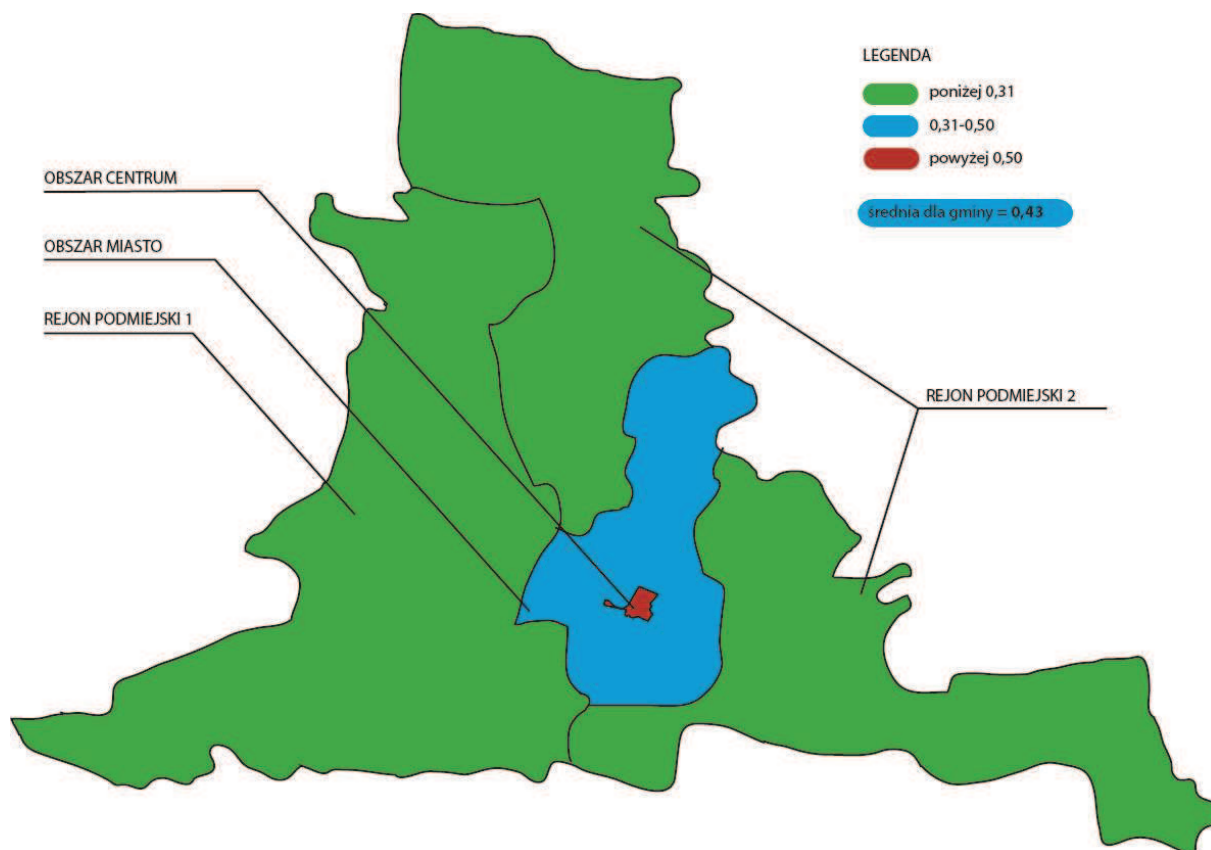 LEGENDA
poniżej 0,31
0,31-0,50
powyżej 0,50
średnia dla gminy = 0,43
OBSZAR CENTRUM
OBSZAR MIASTO
REJON PODMIEJSKI 1
REJON PODMIEJSKI 2